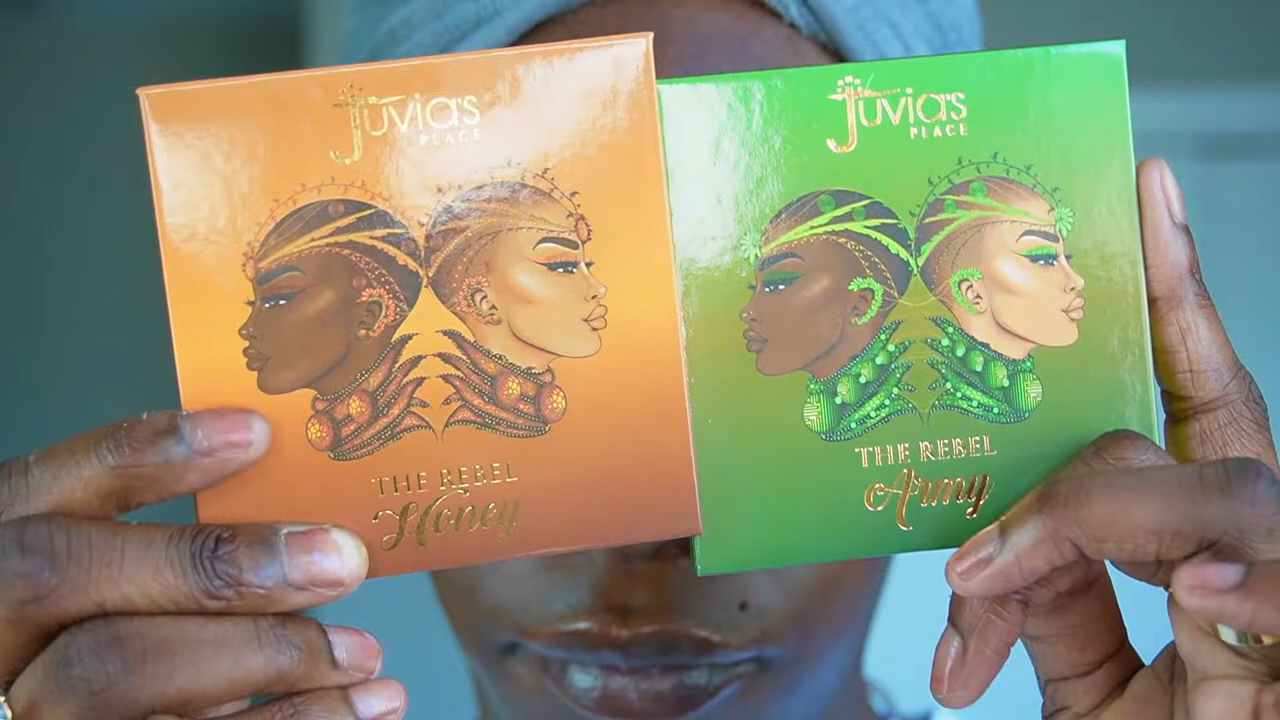 Juvia's
PLACE
THE REBEL
Honey
Juvia's
PLACE
THE REBEL
Army